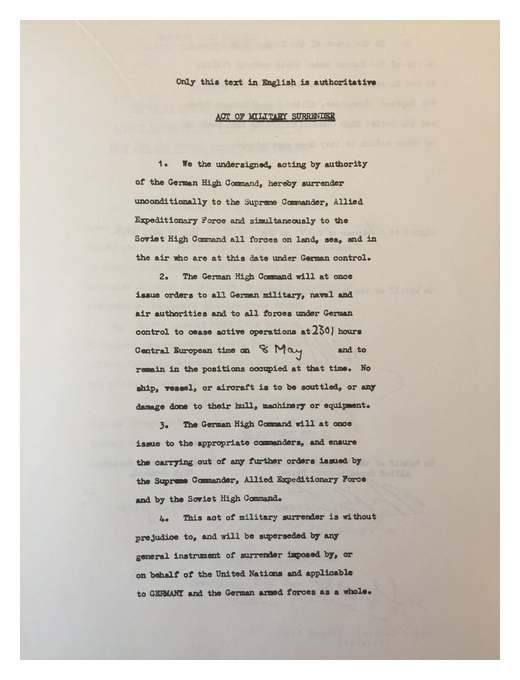 Only this text in English is authoritative
ACT OF MILITARY SURRENDER
1. We the undersigned, acting by authority
of the German High Command, hereby surrender
unconditionally to the Supreme Commander, Allied
Expeditionary Force and simultaneously to the
Soviet High Command all forces on land, sea, and in
the air who are at this date under German control.
2. The German High Command will at once
issue orders to all German military, naval and
air authorities and to all forces under German
control to cease active operations at 2301 hours
Central European time on 8 May and to
remain in the positions occupied at that time. No
ship, vessel, or aircraft is to be scuttled, or any
damage done to their hull, machinery or equipment.
3. The German High Command will at once
issue to the appropriate commanders, and ensure
the carrying out of any further orders issued by
the Supreme Commander, Allied Expeditionary Force
and by the Soviet High Command.
4. This act of military surrender is without
prejudice to, and will be superseded by any
general instrument of surrender imposed by, or
on behalf of the United Nations and applicable
to GERMANY and the German armed forces as a whole.